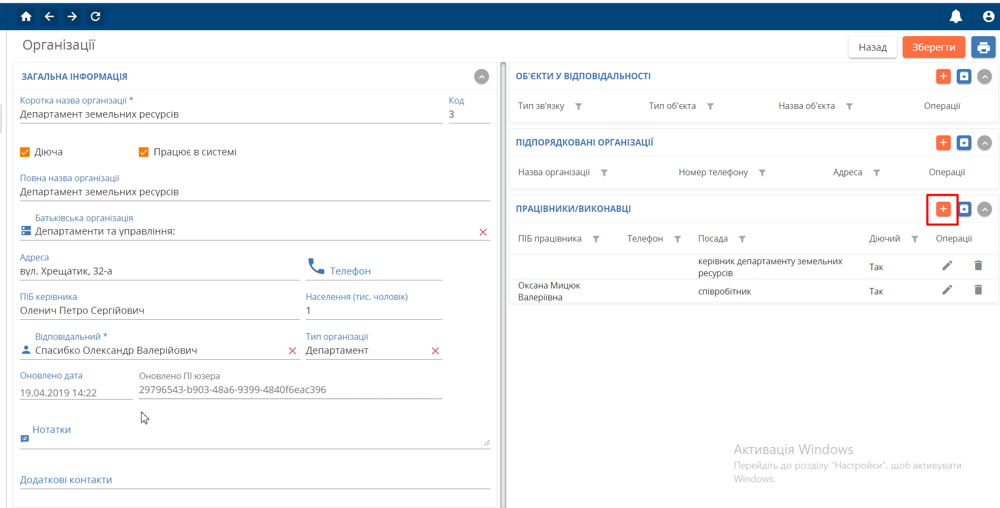 Організації
Назад
Зберегти
ЗАГАЛЬНА ІНФОРМАЦІЯ
Коротка назва організації *
Код
Департамент земельних ресурсів
3
Діюча
Працює в системі
Повна назва організації
Департамент земельних ресурсів
Батьківська організація
Департаменти та управління:
Адреса
вул. Хрещатик, 32-а
Телефон
ПІБ керівника
Населення (тис. чоловік)
Оленич Петро Сергійович
1
Відповідальний *
Тип організації
Спасибко Олександр Валерійович
Департамент
Оновлено дата
Оновлено ПІ юзера
19.04.2019 14:22
29796543-b903-48a6-9399-4840f6eac396
Нотатки
Додаткові контакти
ОБ'ЄКТИ У ВІДПОВІДАЛЬНОСТІ
Тип зв'язку
Тип об'єкта
Назва об'єкта
Операції
ПІДПОРЯДКОВАНІ ОРГАНІЗАЦІЇ
Назва організації
Номер телефону
Адреса
Операції
ПРАЦІВНИКИ/ВИКОНАВЦІ
ПІБ працівника
Телефон
Посада
Діючий
Операції
керівник департаменту земельних
ресурсів
Так
Оксана Мицюк
Валеріївна
співробітник
Так
Активація Windows
Перейдіть до розділу "Настройки", щоб активувати
Windows.